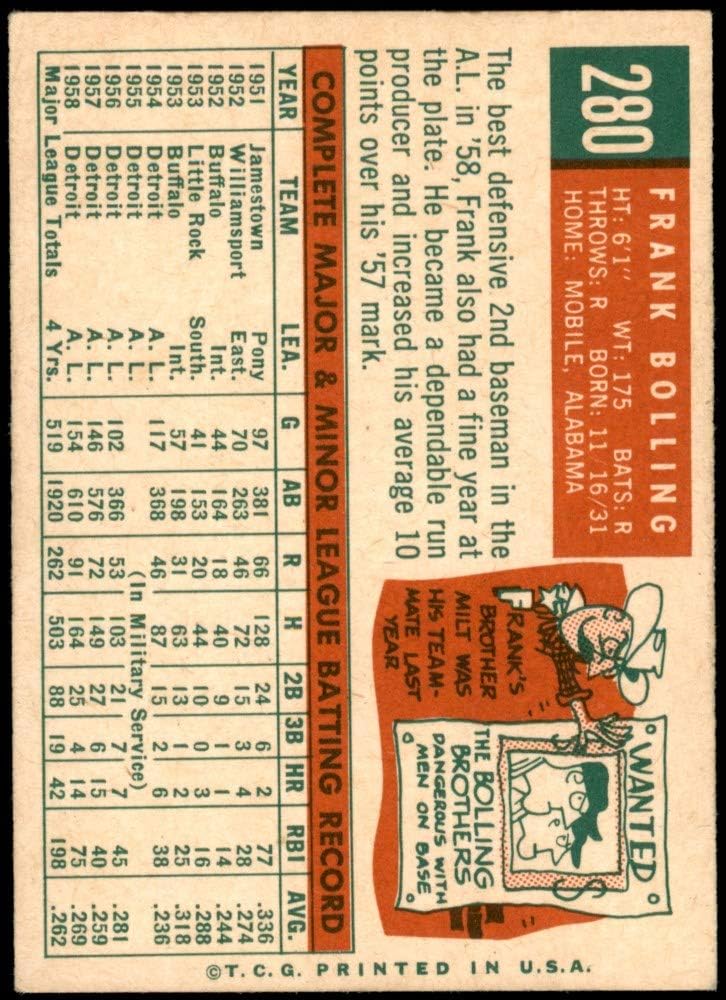 280
FRANK BOLLING
HT: 6'1" WT: 175 BATS: R
THROWS: R BORN: 11/16/31
HOME: MOBILE, ALABAMA
The best defensive 2nd baseman in the
A.L. in '58, Frank also had a fine year at
the plate. He became a dependable run
producer and increased his average 10
points over his '57 mark.
FRANK'S
BROTHER
MILT WAS
HIS TEAM-
MATE LAST
YEAR
WANTED
THE BOLLING
BROTHERS
DANGEROUS WITH
MEN ON BASE
COMPLETE MAJOR & MINOR LEAGUE BATTING RECORD
YEAR TEAM LEA. G AB R H 2B 3B HR RBI AVG.
1951 Jamestown Pony 97 381 66 128 24 6 2 77 .336
1952 Williamsport East. 70 263 46 72 15 3 4 28 .274
1952 Buffalo Int. 44 164 18 40 9 1 1 14 .244
1953 Little Rock South. 41 153 20 44 10 0 3 16 .288
1953 Buffalo Int. 57 198 31 63 13 1 2 25 .318
1954 Detroit A. L. 117 368 46 87 15 2 6 38 .236
1955 Detroit A. L. (In Military Service)
1956 Detroit A. L. 102 366 53 103 21 7 7 45 .281
1957 Detroit A. L. 146 576 72 149 27 6 15 40 .259
1958 Detroit A. L. 154 610 91 164 25 4 14 75 .269
Major League Totals 4 Yrs. 519 1920 262 503 88 19 42 198 .262
©T.C.G. PRINTED IN U.S.A.